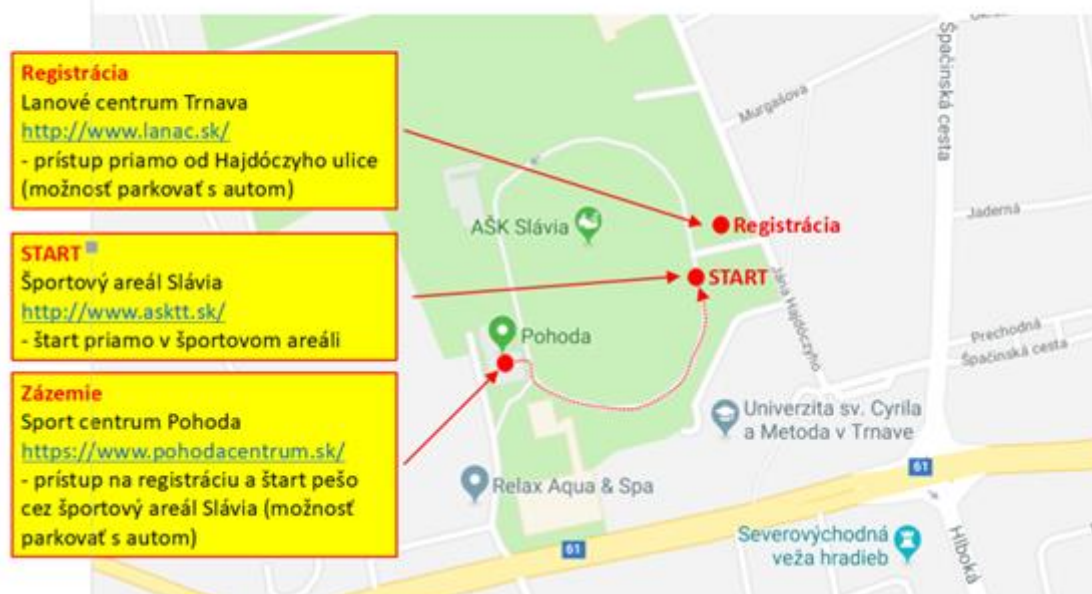 Registrácia
Lanové centrum Trnava
http://www.lanac.sk/
- prístup priamo od Hajdóczyho ulice
(možnosť parkovať s autom)
START
Športový areál Slávia
http://www.asktt.sk/
- štart priamo v športovom areáli
Zázemie
Sport centrum Pohoda
https://www.pohodacentrum.sk/
- prístup na registráciu a štart pešo
cez športový areál Slávia (možnosť
parkovať s autom)
Murgašova
Špačinská cesta
Jaderná
AŠK Slávia
Registrácia
START
Jána Hajdóczyho
Pohoda
Prechodná
Špačinská cesta
Univerzita sv. Cyrila
a Metoda v Trnave
61
Relax Aqua & Spa
61
Severovýchodná
veža hradieb
Hlboká